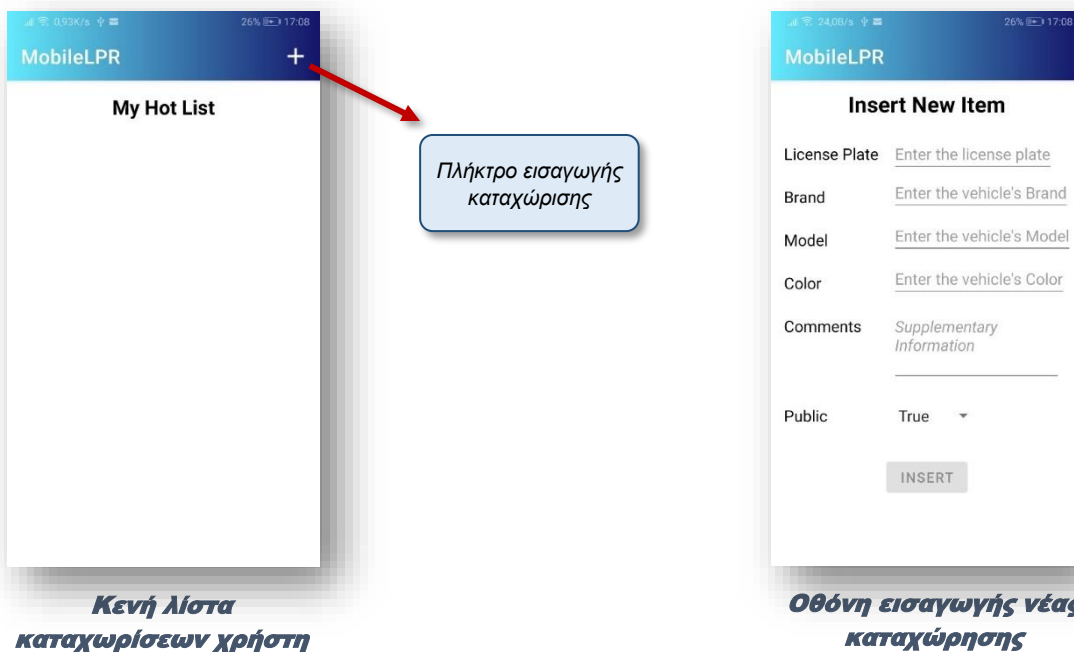 0,93K/s 26% 17:08
MobileLPR +
My Hot List
Πλήκτρο εισαγωγής
καταχώρισης
Κενή λίστα
καταχωρίσεων χρήστη
24,0B/s 26% 17:08
MobileLPR
Insert New Item
License Plate Enter the license plate
Brand Enter the vehicle's Brand
Model Enter the vehicle's Model
Color Enter the vehicle's Color
Comments Supplementary
Information
Public True
INSERT
Οθόνη εισαγωγής νέας
καταχώρησης